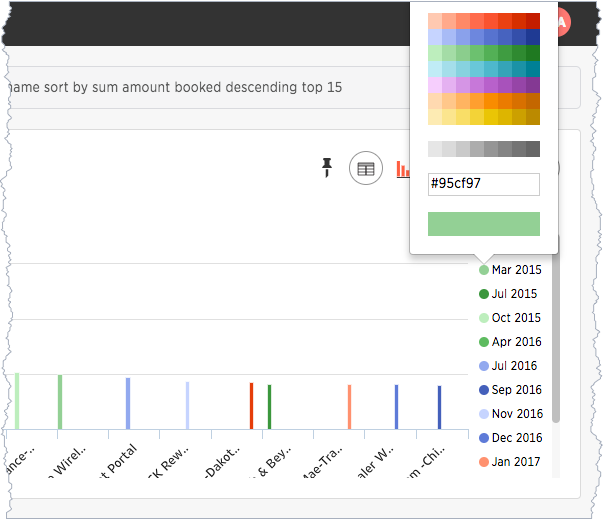 A
name sort by sum amount booked descending top 15
#95cf97
Mar 2015
Jul 2015
Oct 2015
Apr 2016
Jul 2016
Sep 2016
Nov 2016
Dec 2016
Jan 2017
ance-..
Wirel..
t Portal
CK Rew..
-Dakot..
& Bey..
Mae-Tra..
aler W..
m -Chi..